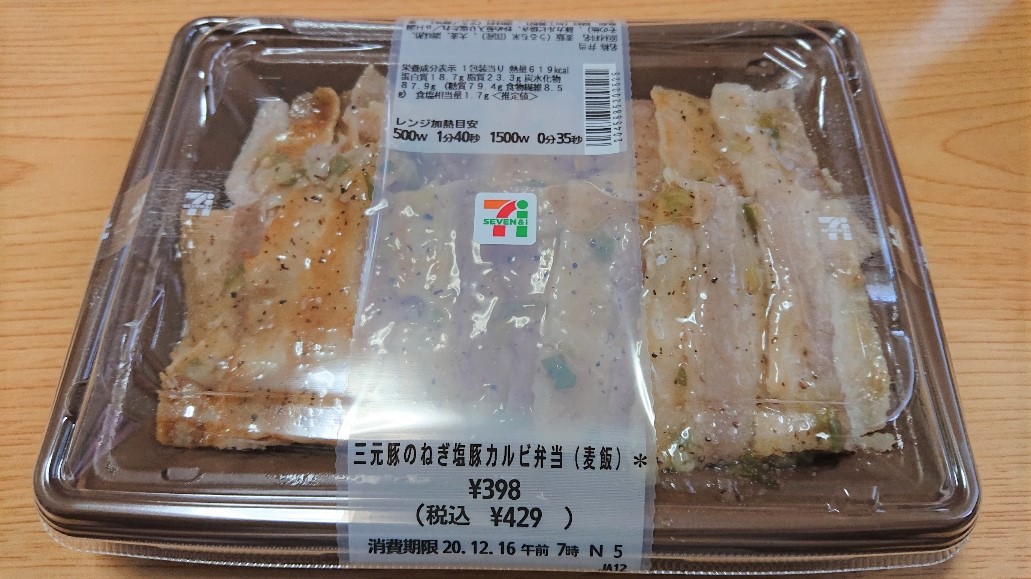 名称 弁当
栄養成分表示 1包装当り 熱量619kcal
蛋白質18.7g 脂質23.3g 炭水化物
87.9g (糖質79.4g 食物繊維8.5
g) 食塩相当量1.7g <推定値>
レンジ加熱目安
500W 1分40秒 1500W 0分35秒
SEVEN&i
三元豚のねぎ塩豚カルビ弁当(麦飯)*
¥398
(税込 ¥429 )
消費期限 20.12.16 午前 7時 N 5
JA12